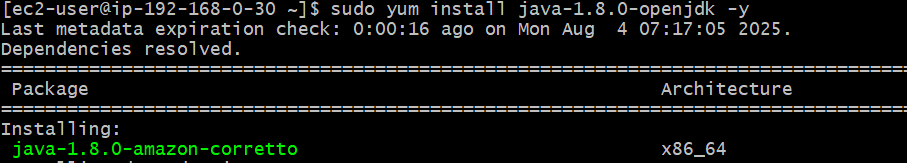 [ec2-user@ip-192-168-0-30 ~]$ sudo yum install java-1.8.0-openjdk -y
Last metadata expiration check: 0:00:16 ago on Mon Aug  4 07:17:05 2025.
Dependencies resolved.
================================================================================
 Package                                                    Architecture
================================================================================
Installing:
 java-1.8.0-amazon-corretto                                 x86_64